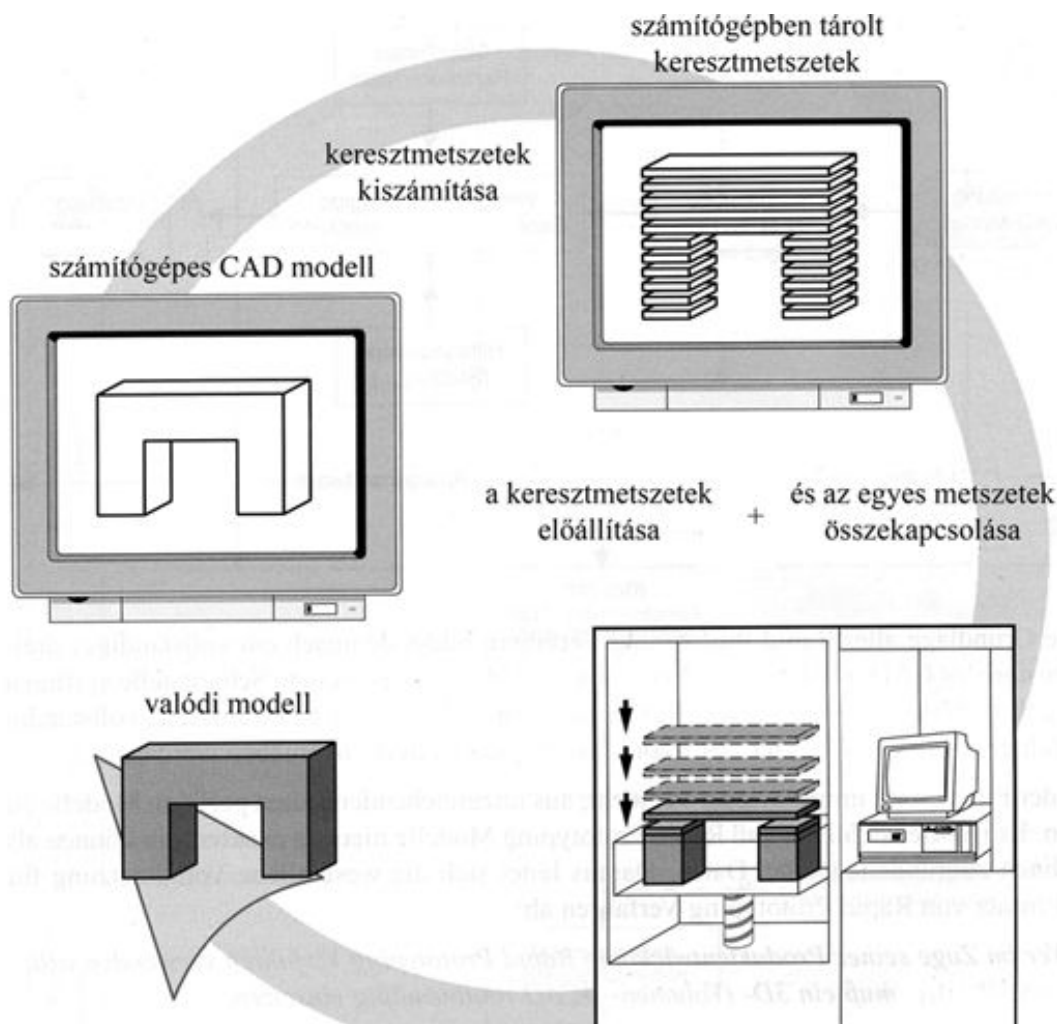 számítógépben tárolt
keresztmetszetek
keresztmetszetek
kiszámítása
számítógépes CAD modell
a keresztmetszetek
előállítása
+
és az egyes metszetek
összekapcsolása
valódi modell